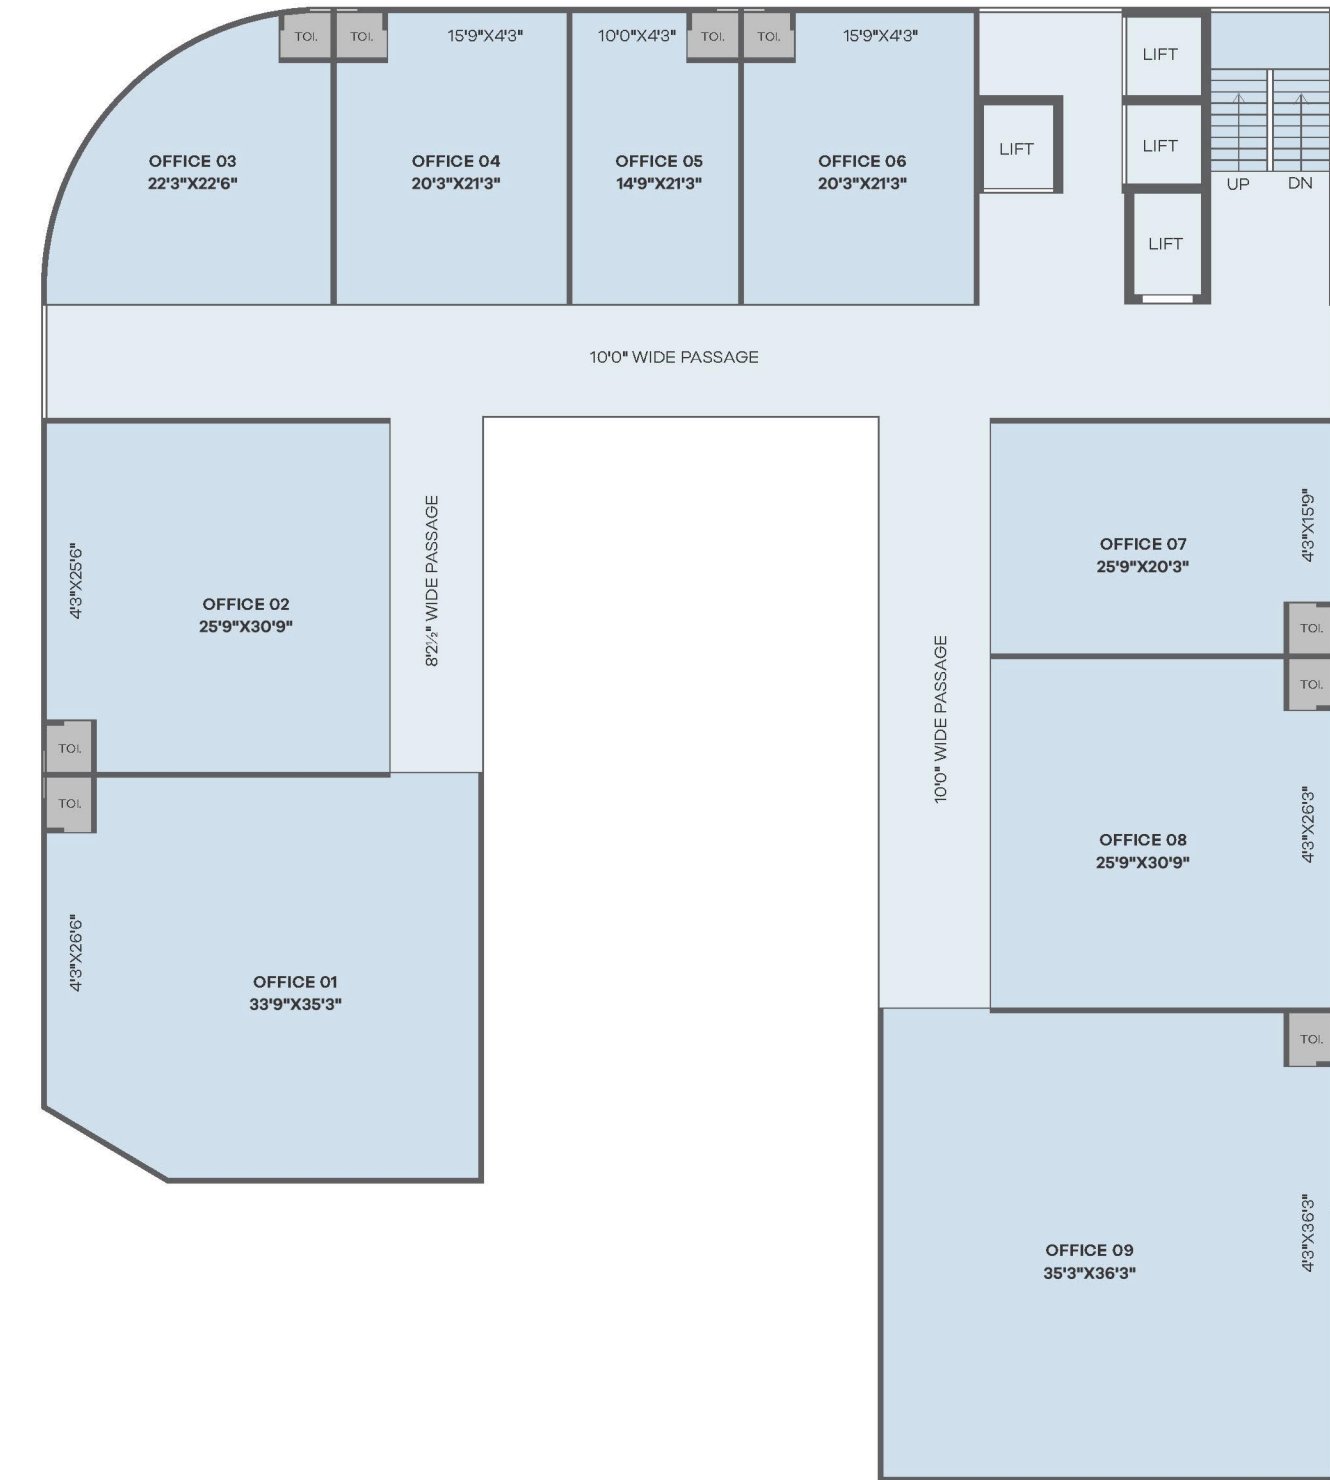 TOI.
TOI.
15'9"X4'3"
10'0"X4'3"
TOI.
TOI.
15'9"X4'3"
LIFT
LIFT
LIFT
LIFT
UP
DN
OFFICE 03
22'3"X22'6"
OFFICE 04
20'3"X21'3"
OFFICE 05
14'9"X21'3"
OFFICE 06
20'3"X21'3"
10'0" WIDE PASSAGE
4'3"X25'6"
OFFICE 02
25'9"X30'9"
8'2½" WIDE PASSAGE
TOI.
TOI.
4'3"X26'6"
OFFICE 01
33'9"X35'3"
10'0" WIDE PASSAGE
OFFICE 07
25'9"X20'3"
4'3"X15'9"
TOI.
TOI.
OFFICE 08
25'9"X30'9"
4'3"X26'3"
TOI.
OFFICE 09
35'3"X36'3"
4'3"X36'3"